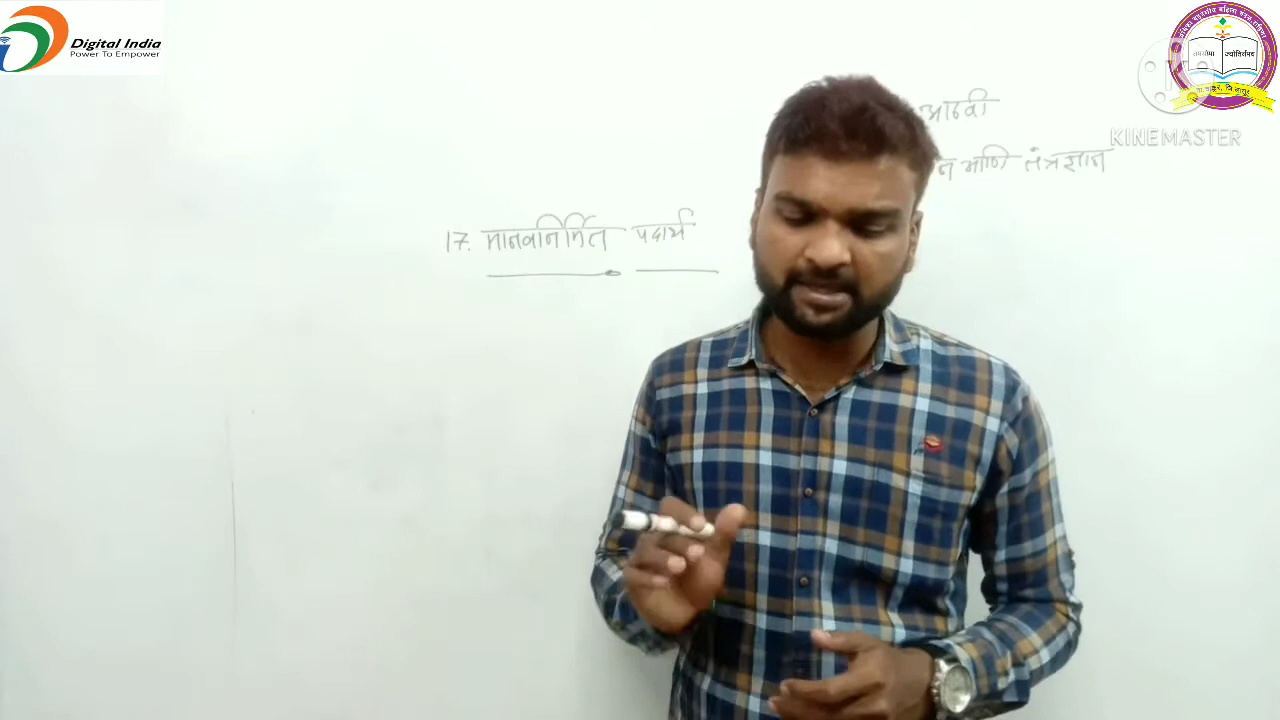 Digital India
Power To Empower
KINEMASTER
आठवी
आणि तंत्रज्ञान
17. मानवनिर्मित पदार्थ